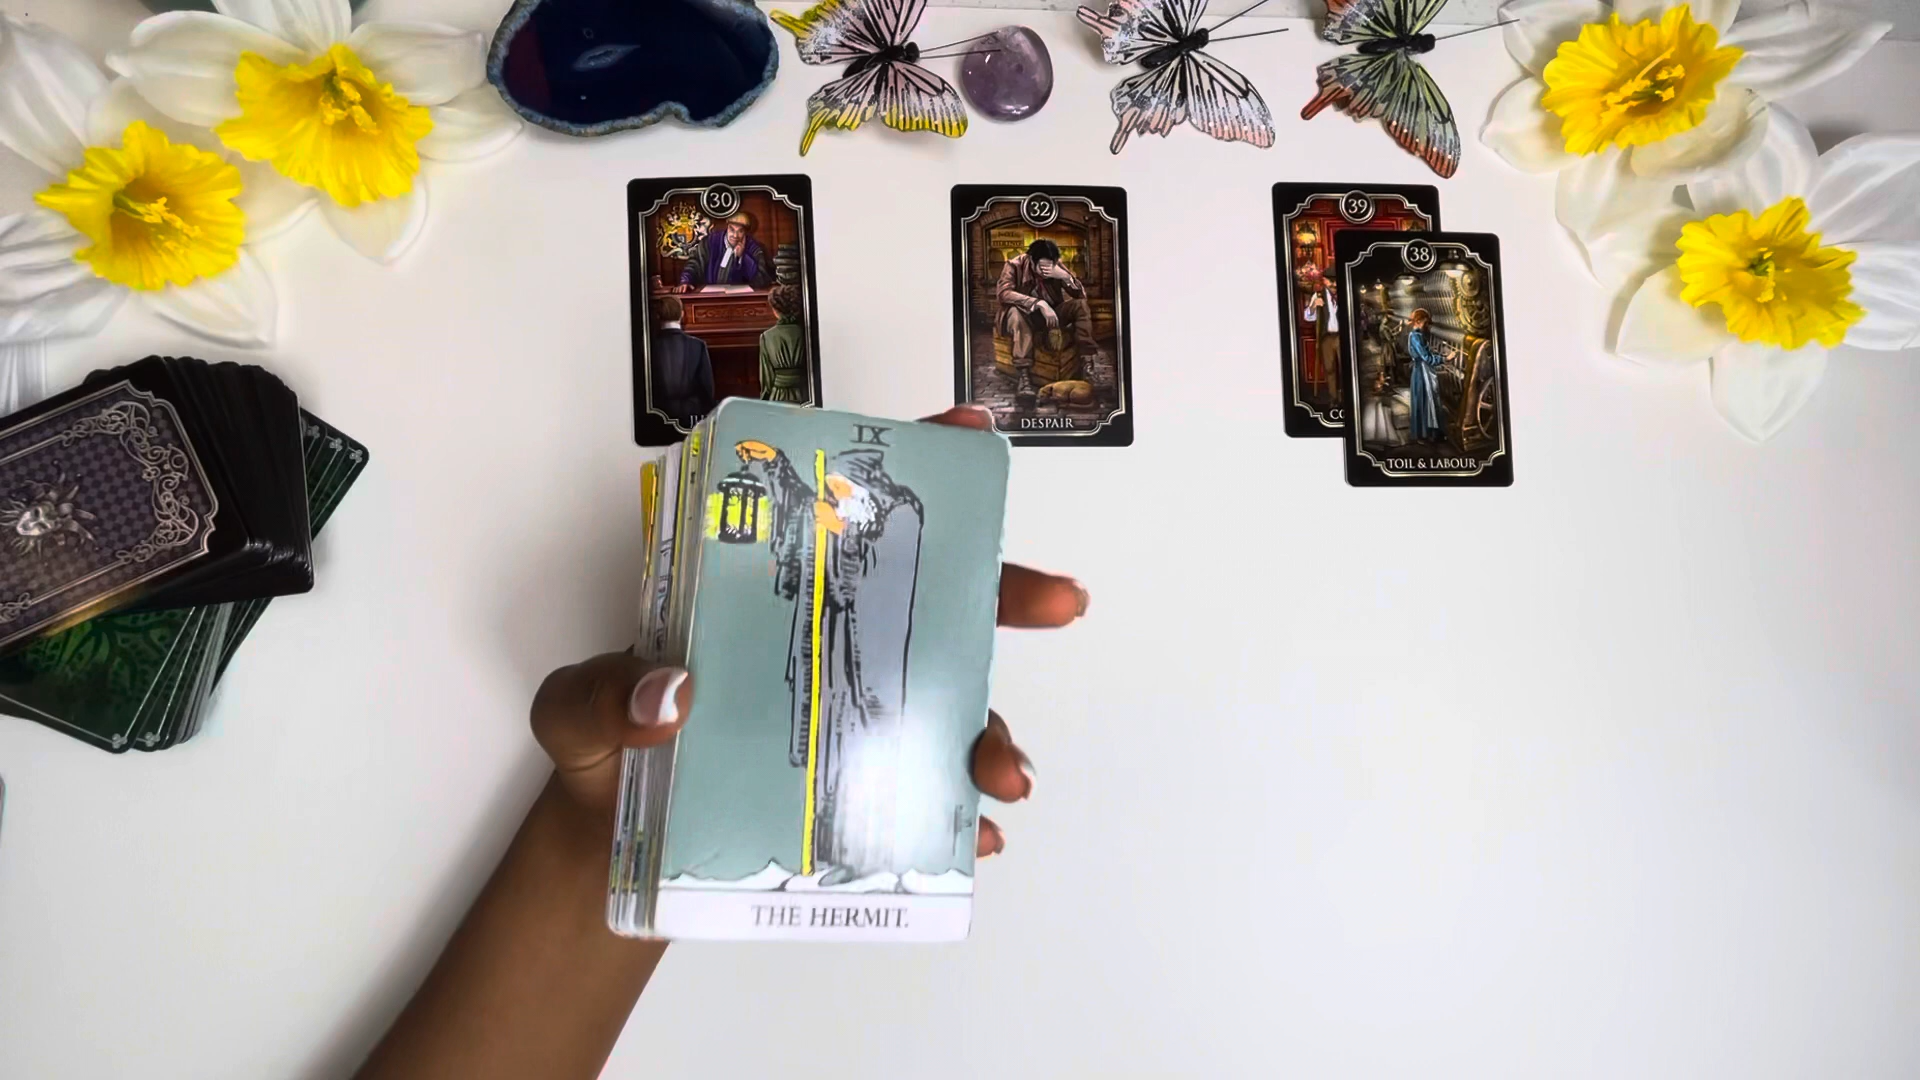 30
32
39
38
DESPAIR
TOIL & LABOUR
IX
THE HERMIT.